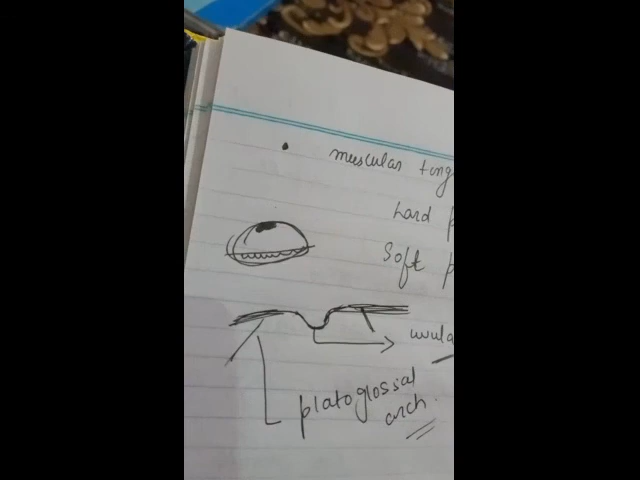 muscular tong
hard p
Soft p
uvula
platoglossal
arch.